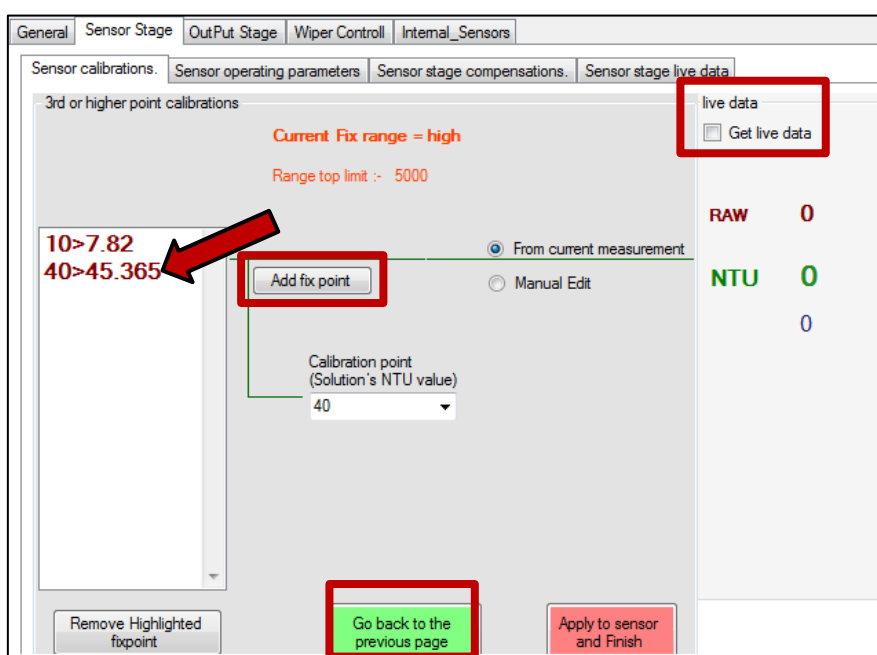 General Sensor Stage OutPut Stage Wiper Controll Internal_Sensors
Sensor calibrations. Sensor operating parameters Sensor stage compensations. Sensor stage live data
3rd or higher point calibrations
live data
Current Fix range = high
Get live data
Range top limit :- 5000
RAW 0
10>7.82
From current measurement
40>45.365
Add fix point
Manual Edit
NTU 0
0
Calibration point
(Solution's NTU value)
40
Remove Highlighted
fixpoint
Go back to the
previous page
Apply to sensor
and Finish